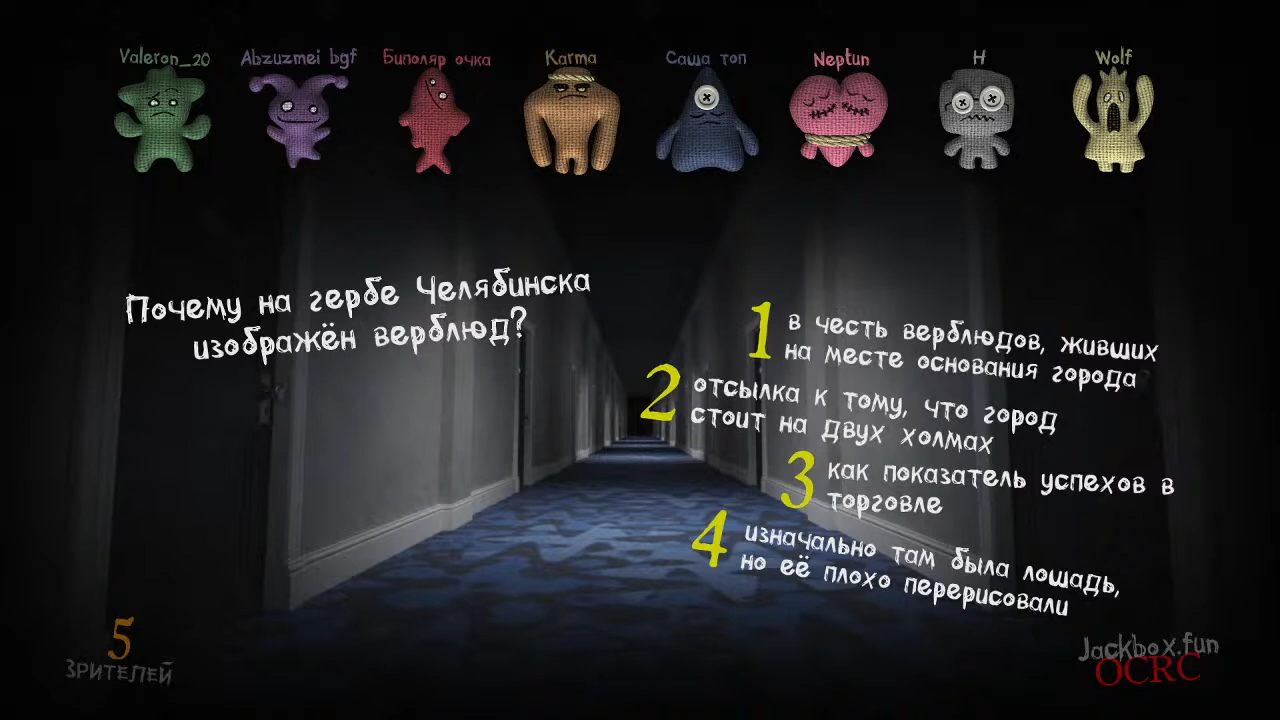 Valeron_20
Abzuzmei bgf
Биполяр очка
Karma
Саша топ
Neptun
Н
Wolf
Почему на гербе Челябинска
изображён верблюд?
1
в честь верблюдов, живших
на месте основания города
2
отсылка к тому, что город
стоит на двух холмах
3
как показатель успехов в
торговле
4
изначально там была лошадь,
но её плохо перерисовали
5
ЗРИТЕЛЕЙ
Jackbox.fun
OCRC